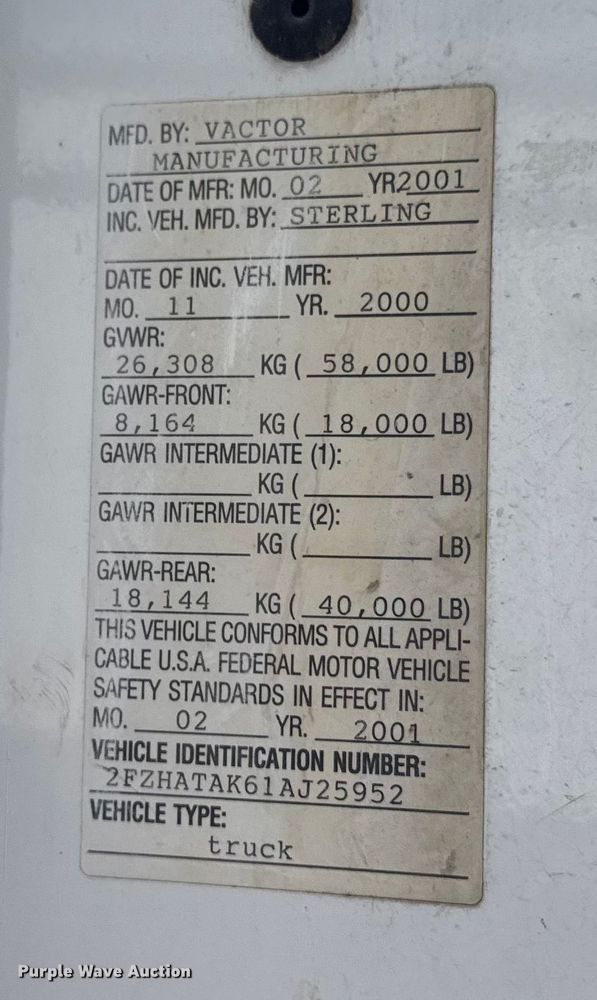 MFD. BY: VACTOR
MANUFACTURING
DATE OF MFR: MO. 02 YR2001
INC. VEH. MFD. BY: STERLING
DATE OF INC. VEH. MFR:
MO. 11 YR. 2000
GVWR:
26,308 KG ( 58,000 LB)
GAWR-FRONT:
8,164 KG ( 18,000 LB)
GAWR INTERMEDIATE (1):
KG ( LB)
GAWR INTERMEDIATE (2):
KG ( LB)
GAWR-REAR:
18,144 KG ( 40,000 LB)
THIS VEHICLE CONFORMS TO ALL APPLI-
CABLE U.S.A. FEDERAL MOTOR VEHICLE
SAFETY STANDARDS IN EFFECT IN:
MO. 02 YR. 2001
VEHICLE IDENTIFICATION NUMBER:
2FZHATAK61AJ25952
VEHICLE TYPE:
truck
Purple Wave Auction